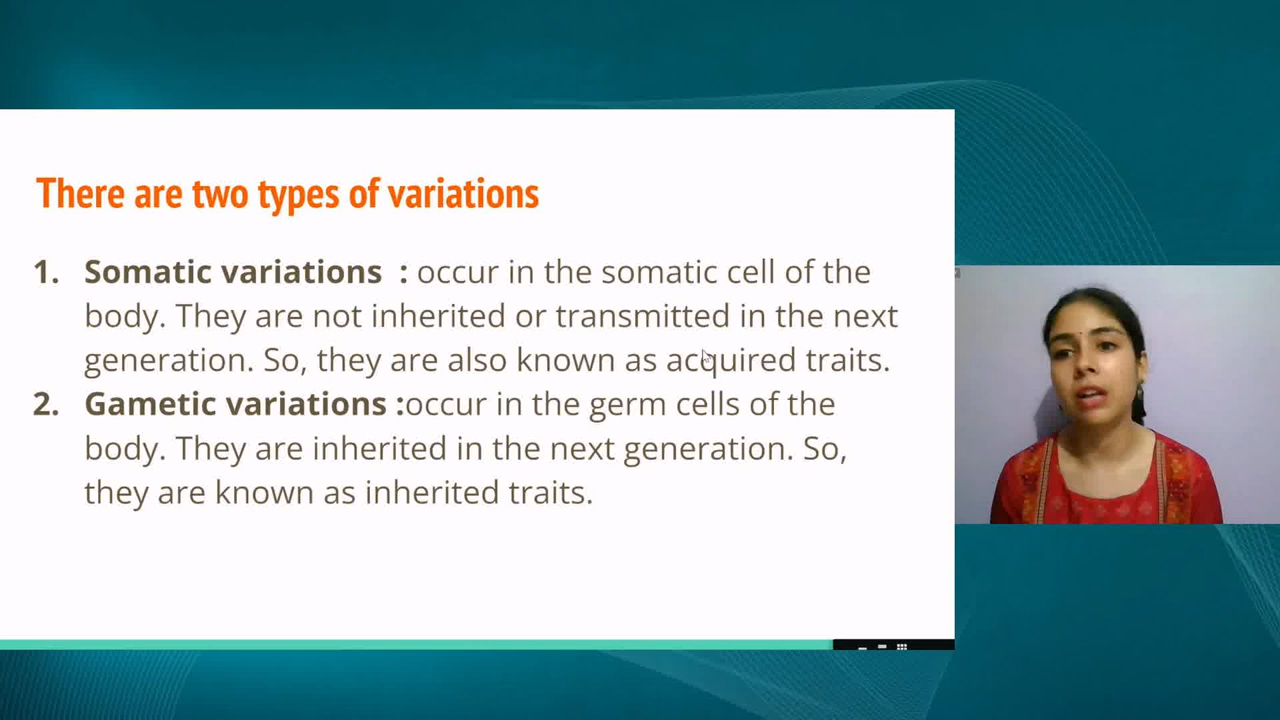 There are two types of variations
1. Somatic variations : occur in the somatic cell of the
body. They are not inherited or transmitted in the next
generation. So, they are also known as acquired traits.
2. Gametic variations :occur in the germ cells of the
body. They are inherited in the next generation. So,
they are known as inherited traits.